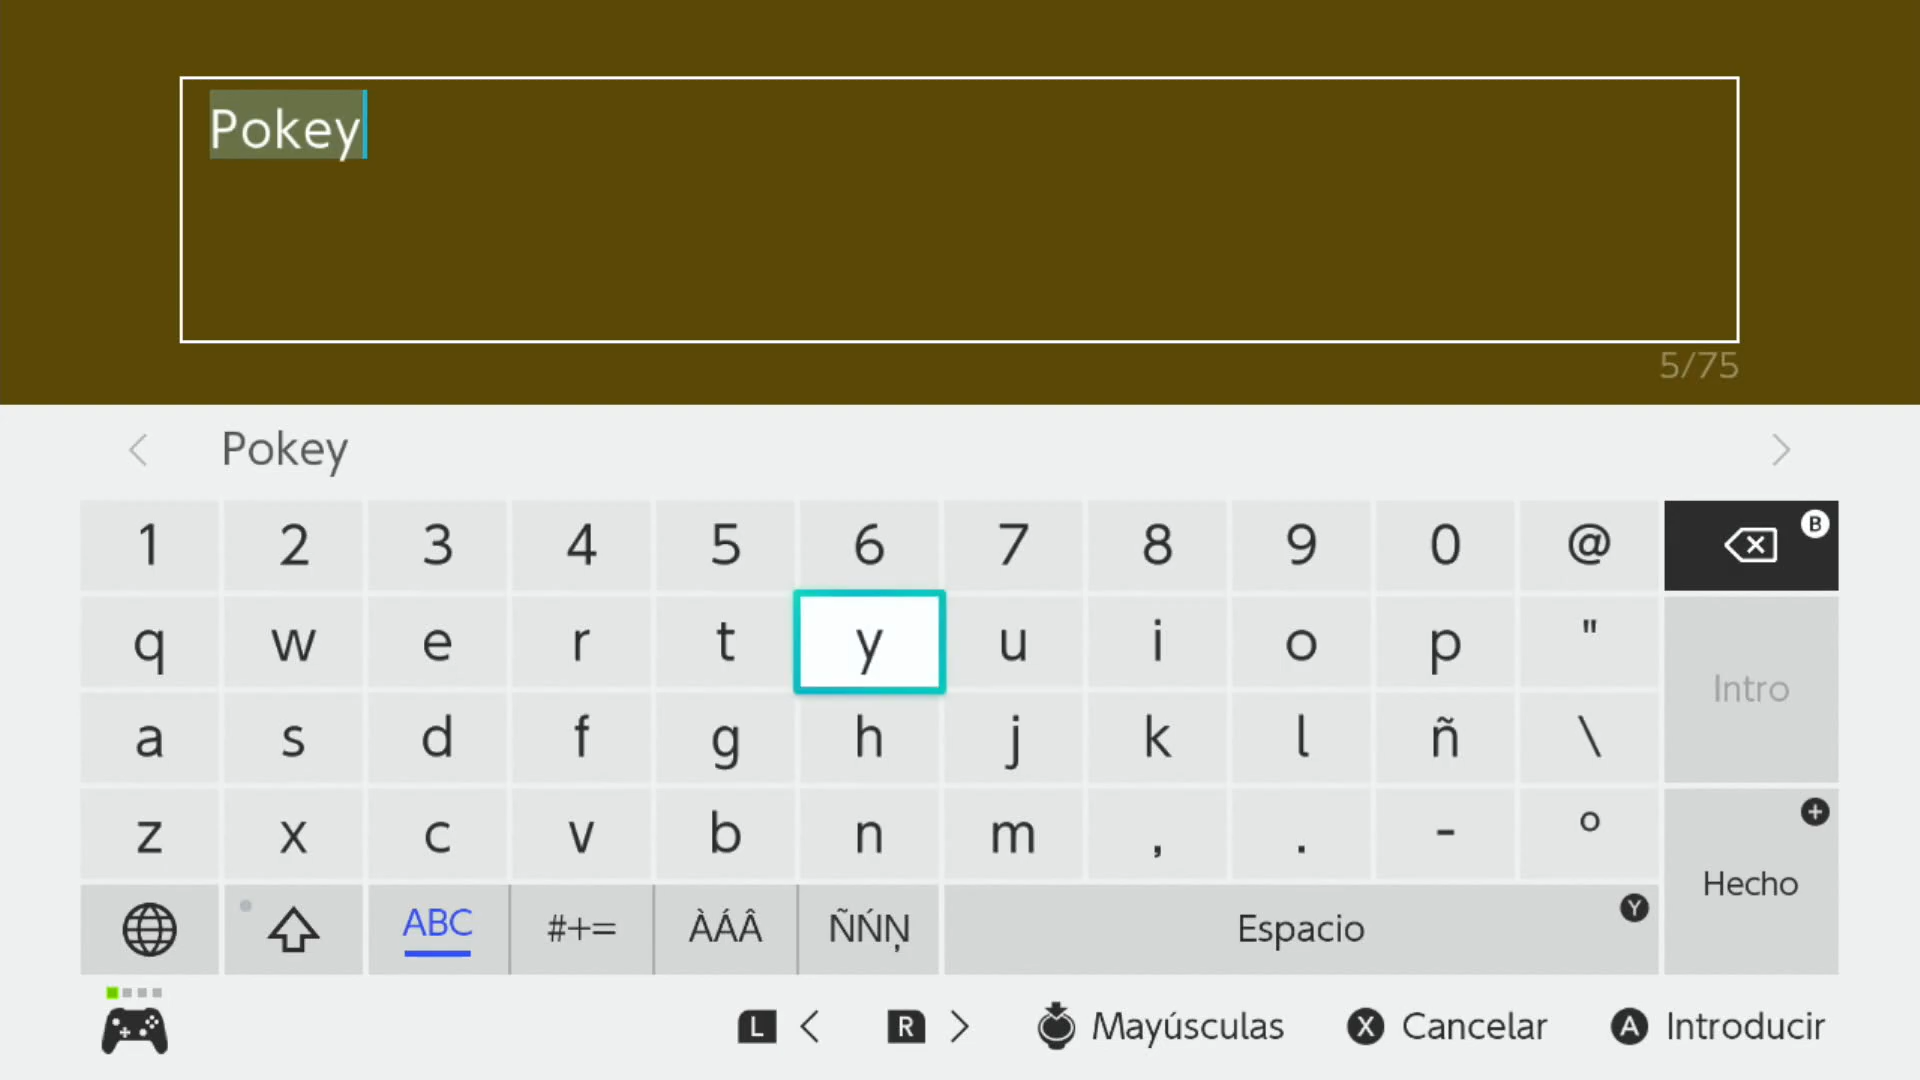 Pokey
5/75
Pokey
1 2 3 4 5 6 7 8 9 0 @ B
q w e r t y u i o p " Intro
a s d f g h j k l ñ \
z x c v b n m , . - º + Hecho
ABC #+= ÀÁÂ ÑŃŅ Espacio Y
L < R > Mayúsculas X Cancelar A Introducir